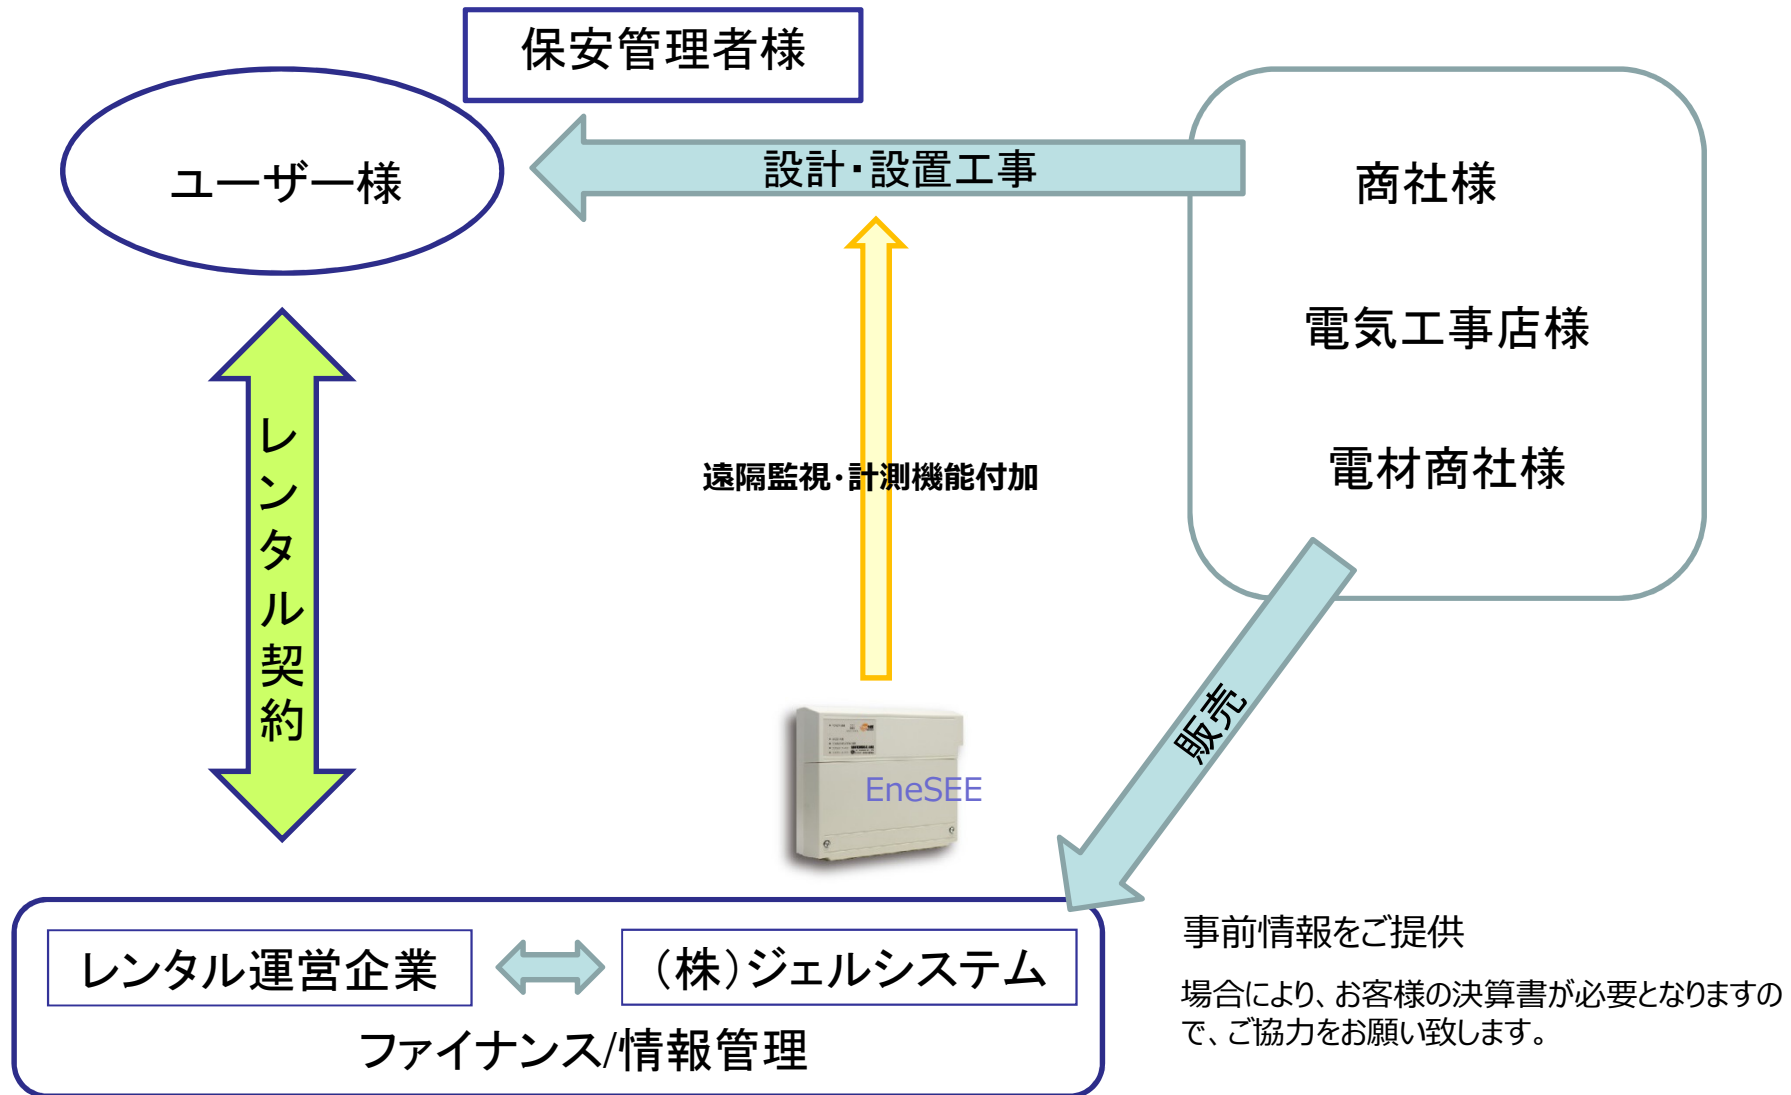 保安管理者様
ユーザー様
設計・設置工事
商社様
電気工事店様
電材商社様
レンタル契約
遠隔監視・計測機能付加
販売
EneSEE
レンタル運営企業
（株）ジェルシステム
ファイナンス/情報管理
事前情報をご提供
場合により、お客様の決算書が必要となりますの
で、ご協力をお願い致します。